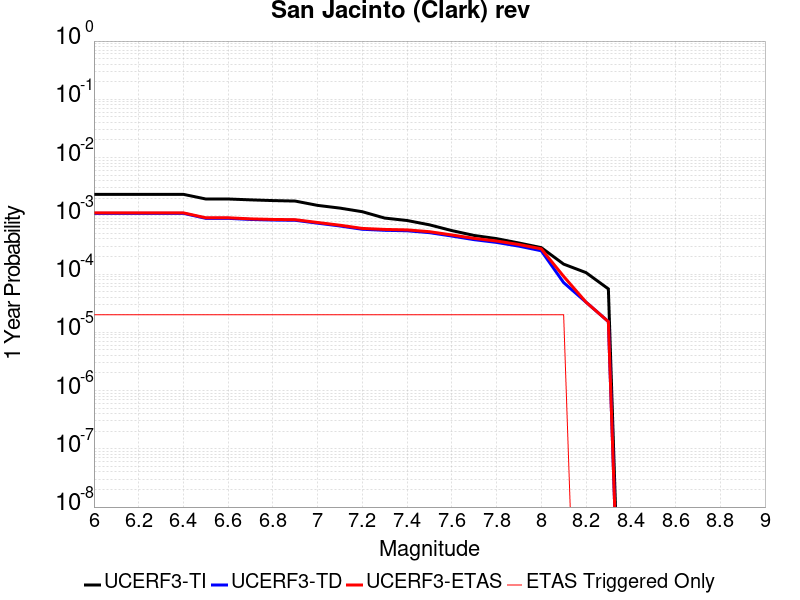 San Jacinto (Clark) rev
10 0
10 -1
10 -2
10 -3
10 -4
10 -5
10 -6
10 -7
10 -8
1 Year Probability
6 6.2 6.4 6.6 6.8 7 7.2 7.4 7.6 7.8 8 8.2 8.4 8.6 8.8 9
Magnitude
UCERF3-TI UCERF3-TD UCERF3-ETAS ETAS Triggered Only